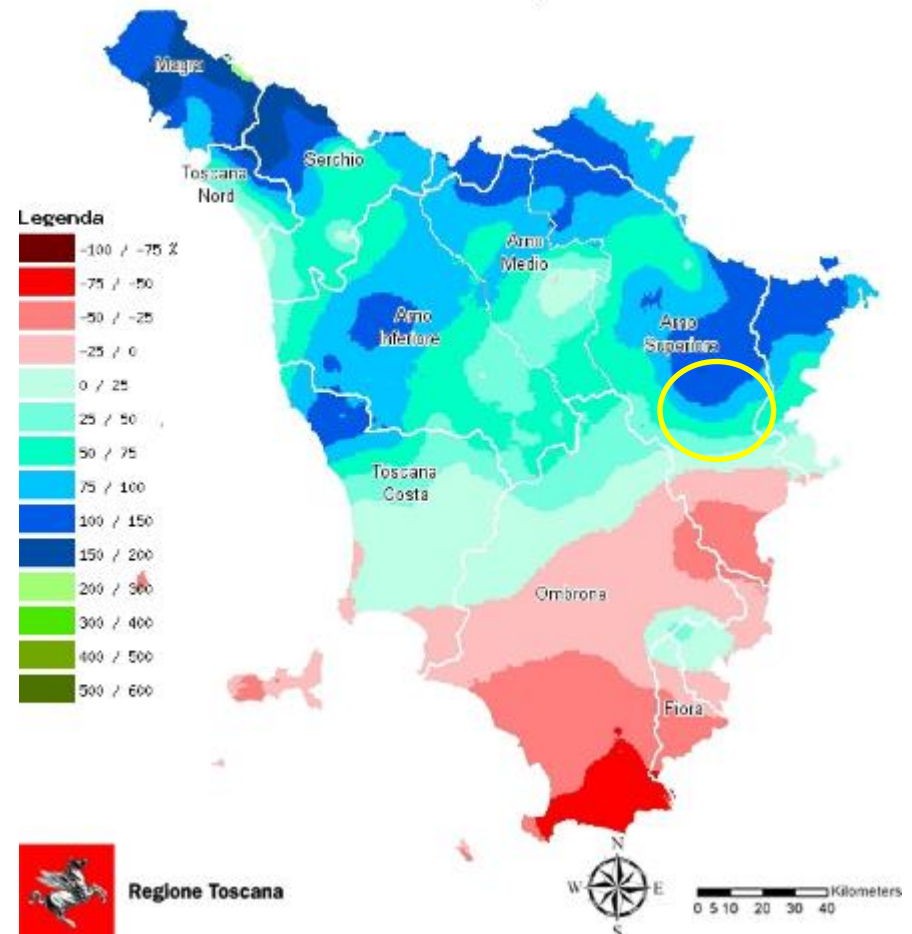 Magra
Serchio
Toscana
Nord
Legenda
-100 / -75 %
-75 / -50
-50 / -25
-25 / 0
0 / 25
25 / 50
50 / 75
75 / 100
100 / 150
150 / 200
200 / 300
300 / 400
400 / 500
500 / 600
Arno
Medio
Arno
Inferiore
Arno
Superiore
Toscana
Costa
Ombrone
Fiora
Regione Toscana
N
W
E
S
Kilometers
0 5 10 20 30 40